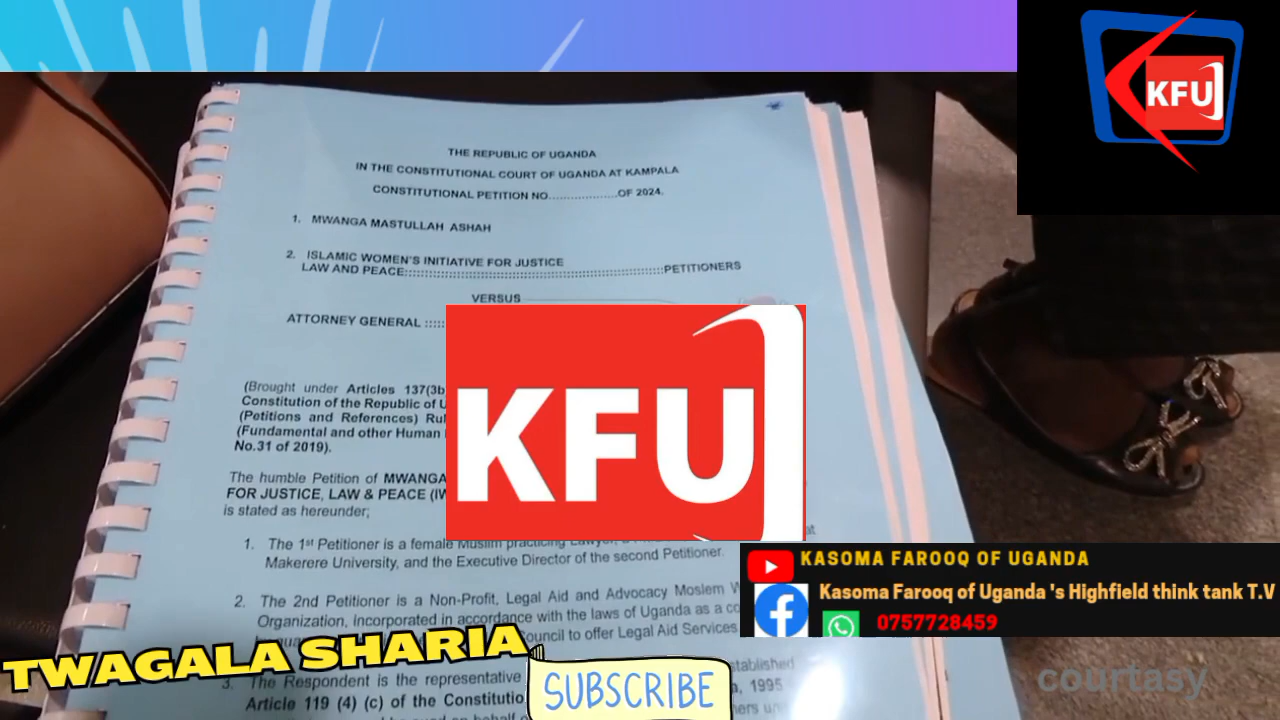 KFU
THE REPUBLIC OF UGANDA
IN THE CONSTITUTIONAL COURT OF UGANDA AT KAMPALA
CONSTITUTIONAL PETITION NO...................OF 2024.
1. MWANGA MASTULLAH ASHAH
2. ISLAMIC WOMEN'S INITIATIVE FOR JUSTICE
LAW AND PEACE::::::::::::::::::::::::::::::::::::::::::::::::::::::::::::PETITIONERS
VERSUS
ATTORNEY GENERAL :::::
(Brought under Articles 137(3b
Constitution of the Republic of U
(Petitions and References) Rul
(Fundamental and other Human
No.31 of 2019).
The humble Petition of MWANGA
FOR JUSTICE, LAW & PEACE (IW
is stated as hereunder;
KFU
1. The 1st Petitioner is a female Muslim practicing Lawyer,
Makerere University, and the Executive Director of the second Petitioner.
2. The 2nd Petitioner is a Non-Profit, Legal Aid and Advocacy Moslem W
Organization, incorporated in accordance with the laws of Uganda as a co
Council to offer Legal Aid Services
3. The Respondent is the representative
Article 119 (4) (c) of the Constitutio
1995
KASOMA FAROOQ OF UGANDA
Kasoma Farooq of Uganda 's Highfield think tank T.V
0757728459
TWAGALA SHARIA
SUBSCRIBE
courtasy